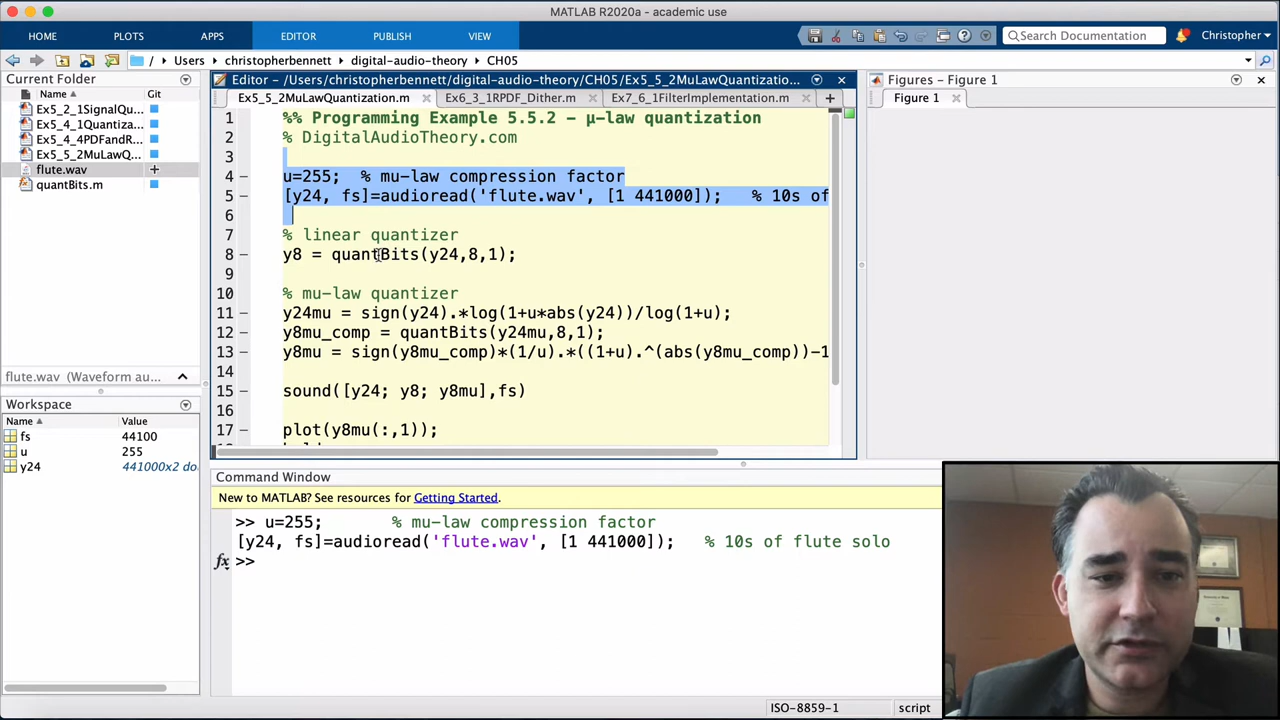 MATLAB R2020a - academic use
HOME PLOTS APPS EDITOR PUBLISH VIEW Search Documentation Christopher
/ Users christopherbennett digital-audio-theory CH05
Current Folder
Name Git
Ex5_2_1SignalQu...
Ex5_4_1Quantiza...
Ex5_4_4PDFandR...
Ex5_5_2MuLawQ...
flute.wav
quantBits.m
flute.wav (Waveform au...
Workspace
Name Value
fs 44100
u 255
y24 441000x2 do
Editor - /Users/christopherbennett/digital-audio-theory/CH05/Ex5_5_2MuLawQuantizatio...
Ex5_5_2MuLawQuantization.m Ex6_3_1RPDF_Dither.m Ex7_6_1FilterImplementation.m
1 %% Programming Example 5.5.2 - µ-law quantization
2 % DigitalAudioTheory.com
3
4 u=255; % mu-law compression factor
5 [y24, fs]=audioread('flute.wav', [1 441000]); % 10s of
6
7 % linear quantizer
8 y8 = quantBits(y24,8,1);
9
10 % mu-law quantizer
11 y24mu = sign(y24).*log(1+u*abs(y24))/log(1+u);
12 y8mu_comp = quantBits(y24mu,8,1);
13 y8mu = sign(y8mu_comp)*(1/u).*((1+u).^(abs(y8mu_comp))-1
14
15 sound([y24; y8; y8mu],fs)
16
17 plot(y8mu(:,1));
Command Window
New to MATLAB? See resources for Getting Started.
>> u=255; % mu-law compression factor
[y24, fs]=audioread('flute.wav', [1 441000]); % 10s of flute solo
fx >>
Figures - Figure 1
Figure 1
ISO-8859-1 script